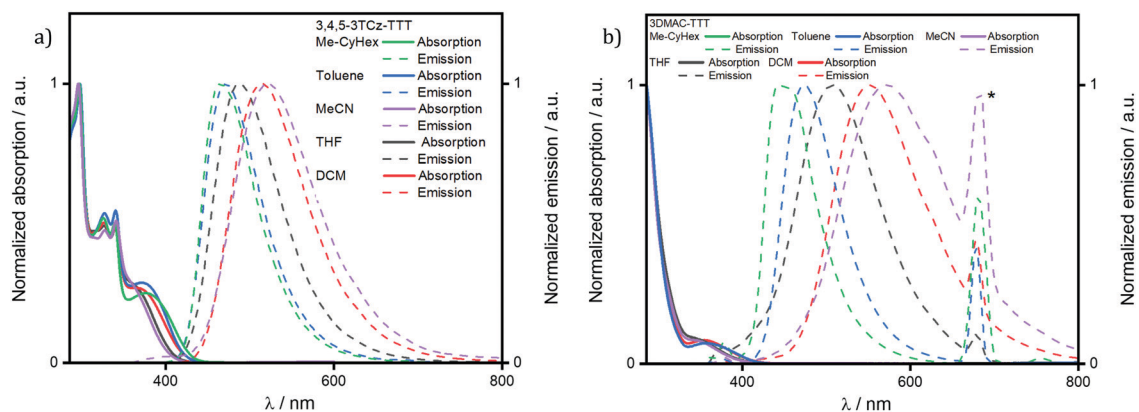 a)
3,4,5-3TCz-TTT
Me-CyHex Absorption
Emission
Toluene Absorption
Emission
MeCN Absorption
Emission
THF Absorption
Emission
DCM Absorption
Emission
Normalized absorption / a.u.
Normalized emission / a.u.
1
0
1
0
400 600 800
λ / nm
b)
3DMAC-TTT
Me-CyHex Absorption Toluene Absorption MeCN Absorption
Emission Emission Emission
THF Absorption DCM Absorption
Emission Emission
Normalized absorption / a.u.
Normalized emission / a.u.
1
0
1
0
*
400 600 800
λ / nm